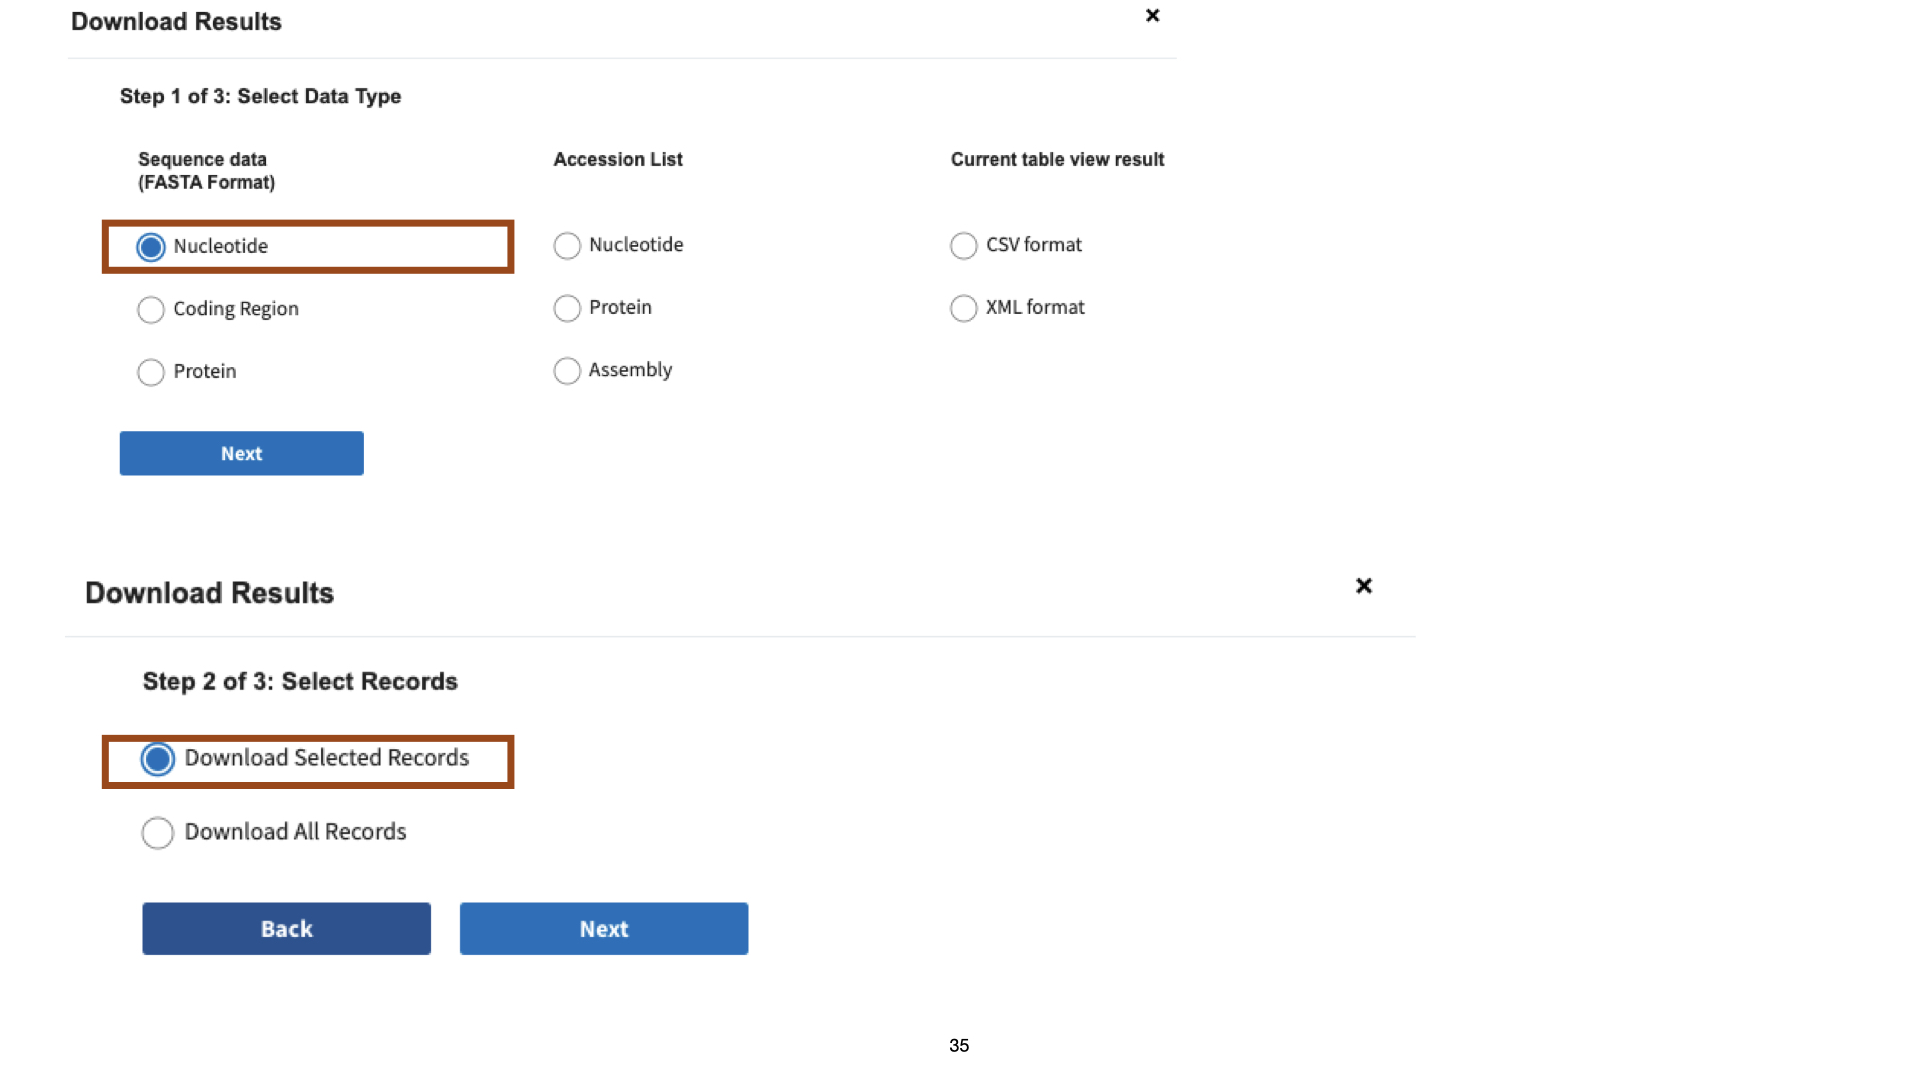 Download Results
×
Step 1 of 3: Select Data Type
Sequence data
(FASTA Format)
Accession List
Current table view result
Nucleotide
Nucleotide
CSV format
Coding Region
Protein
XML format
Protein
Assembly
Next
Download Results
×
Step 2 of 3: Select Records
Download Selected Records
Download All Records
Back
Next
35